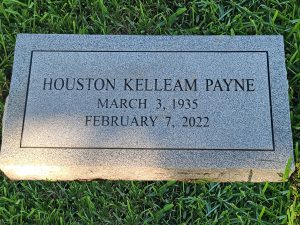 HOUSTON KELLEAM PAYNE
MARCH 3, 1935
FEBRUARY 7, 2022